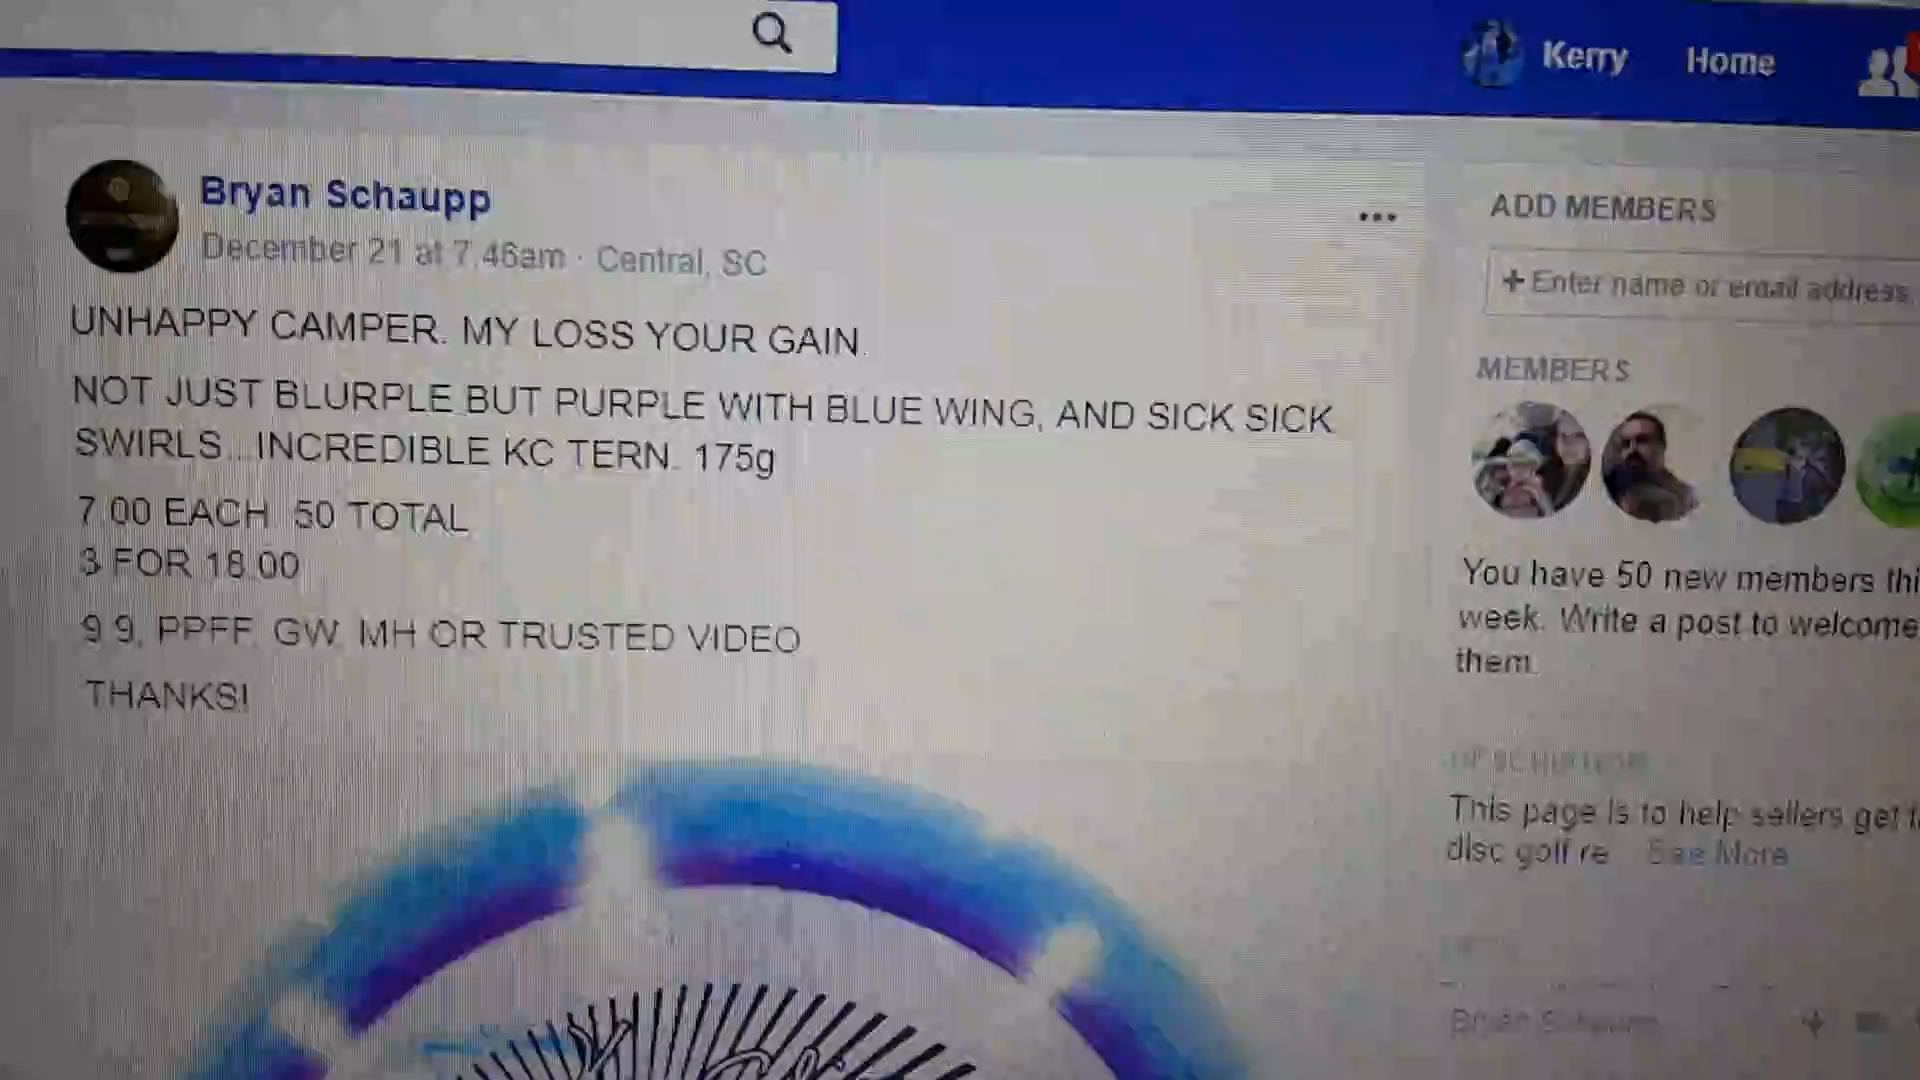 Kerry Home
Bryan Schaupp
December 21 at 7:46am · Central, SC
UNHAPPY CAMPER. MY LOSS YOUR GAIN.
NOT JUST BLURPLE BUT PURPLE WITH BLUE WING, AND SICK SICK
SWIRLS...INCREDIBLE KC TERN. 175g
7.00 EACH 50 TOTAL
3 FOR 18.00
9.9, PPFF, GW, MH OR TRUSTED VIDEO
THANKS!
ADD MEMBERS
+ Enter name or email address.
MEMBERS
You have 50 new members thi
week. Write a post to welcome
them.
DESCRIPTION
This page is to help sellers get
disc golf re... See More
Bryan Schaupp